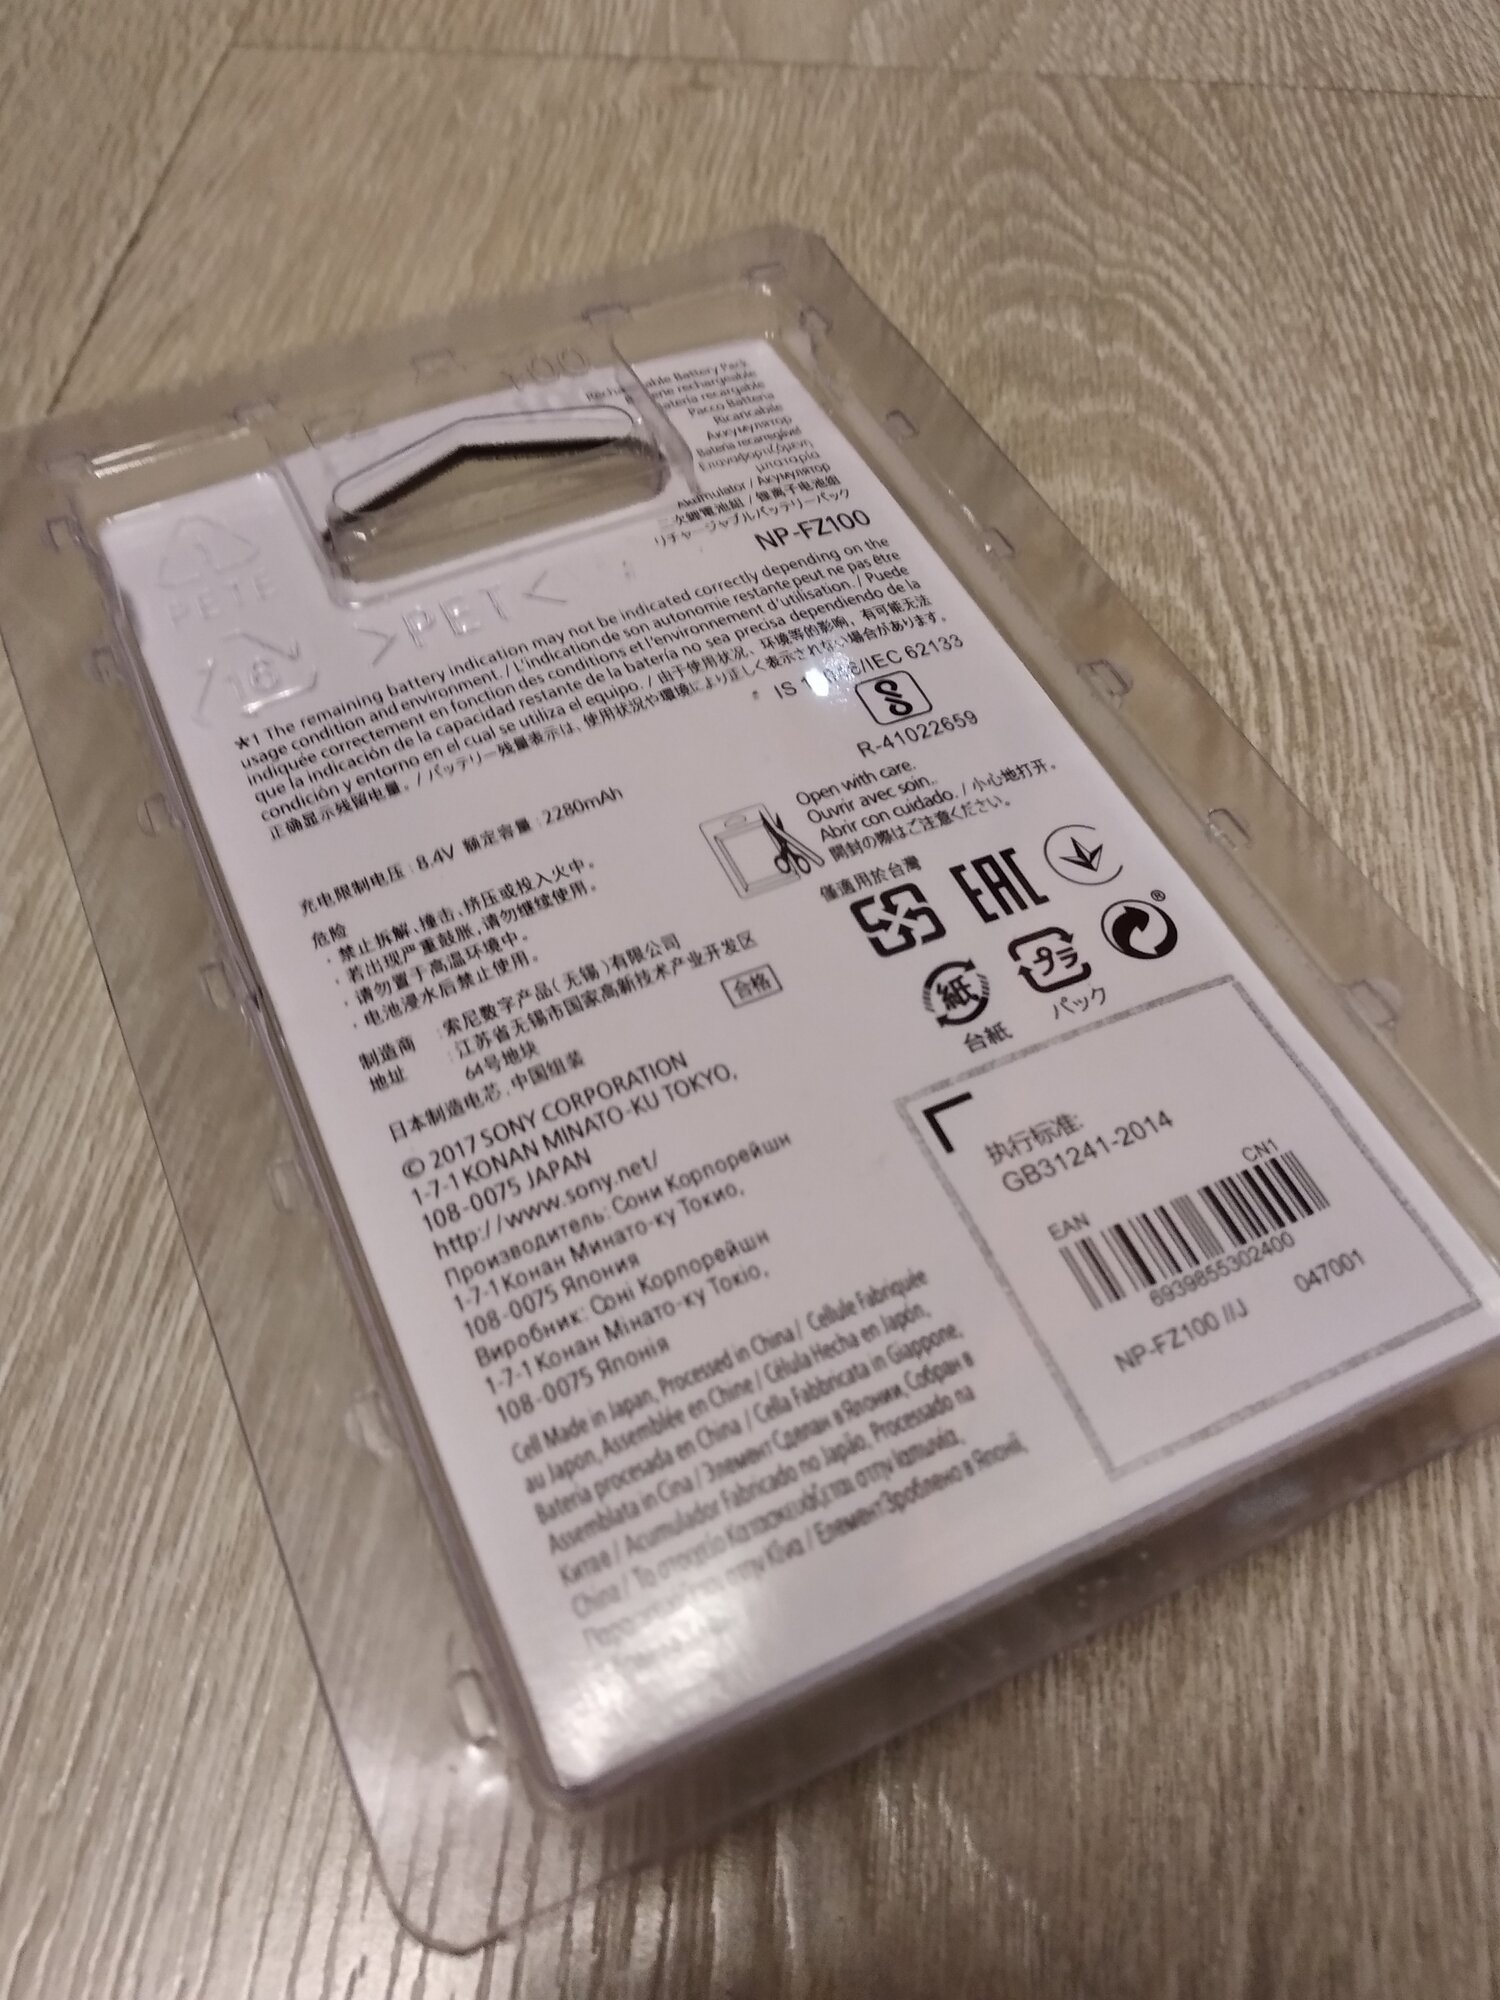 Rechargeable Battery Pack
rechargeable
recargable
Pacco Batteria
Ricaricabile
Аккумулятор
Bateria recarregável
Επαναφορτιζόμενη
μπαταρία
Akumulator / Акумулятор
二次鋰電池組 / 锂离子电池组
リチャージャブルバッテリーパック
NP-FZ100
>PET<
*1 The remaining battery indication may not be indicated correctly depending on the
usage condition and environment. / L'indication de son autonomie restante peut ne pas être
indiquée correctement en fonction des conditions et l'environnement d'utilisation. / Puede
que la indicación de la capacidad restante de la batería no sea precisa dependiendo de la
condición y entorno en el cual se utiliza el equipo. / 由于使用状况、环境等的影响，有可能无法
正确显示残留电量。/ バッテリー残量表示は、使用状況や環境により正しく表示されない場合があります。
IS /IEC 62133
R-41022659
Open with care.
Ouvrir avec soin.
Abrir con cuidado. / 小心地打开。
開封の際はご注意ください。
充电限制电压：8.4V 额定容量：2280mAh
危险
· 禁止拆解、撞击、挤压或投入火中。
· 若出现严重鼓胀，请勿继续使用。
· 请勿置于高温环境中。
· 电池浸水后禁止使用。
制造商 ：索尼数字产品（无锡）有限公司
地址 ：江苏省无锡市国家高新技术产业开发区
64号地块
合格
日本制造电芯，中国组装
僅適用於台灣
EAC
紙
台紙
プラ
パック
®
© 2017 SONY CORPORATION
1-7-1 KONAN MINATO-KU TOKYO,
108-0075 JAPAN
http://www.sony.net/
Производитель: Сони Корпорейшн
1-7-1 Конан Минато-ку Токио,
108-0075 Япония
Виробник: Соні Корпорейшн
1-7-1 Конан Мінато-ку Токіо,
108-0075 Японія
Cell Made in Japan, Processed in China / Cellule Fabriquée
au Japon, Assemblée en Chine / Célula Hecha en Japón,
Batería procesada en China / Cella Fabbricata in Giappone,
Assemblata in Cina / Элемент Сделан в Японии, Собран в
Китае / Acumulador Fabricado no Japão, Processado na
China / Το στοιχείο Κατασκευάζεται στην Ιαπωνία,
στην Κίνα / Елемент Зроблено в Японії,
执行标准:
GB31241-2014
EAN
CN1
6939855302400
NP-FZ100 //J
047001